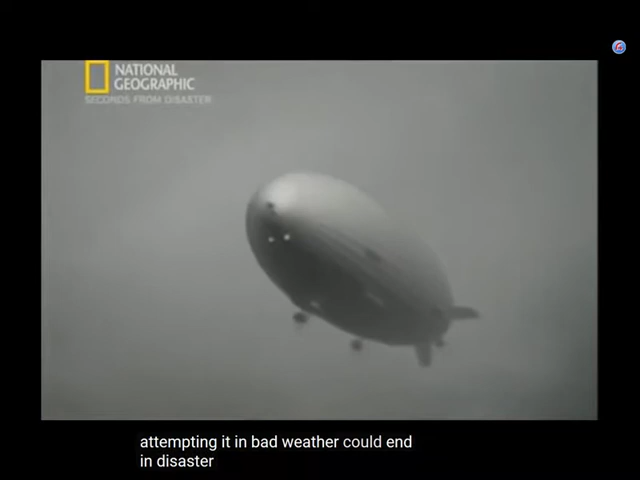 NATIONAL
GEOGRAPHIC
SECONDS FROM DISASTER
attempting it in bad weather could end
in disaster